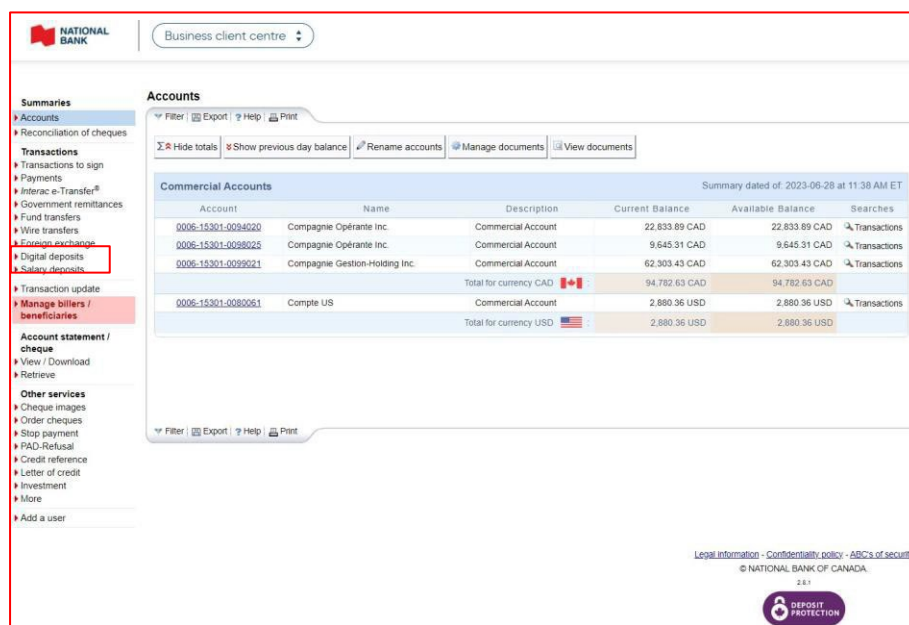 NATIONAL
BANK
Business client centre
Summaries
Accounts
Reconciliation of cheques
Transactions
Transactions to sign
Payments
Interac e-Transfer®
Government remittances
Fund transfers
Wire transfers
Foreign exchange
Digital deposits
Salary deposits
Transaction update
Manage billers /
beneficiaries
Account statement /
cheque
View / Download
Retrieve
Other services
Cheque images
Order cheques
Stop payment
PAD-Refusal
Credit reference
Letter of credit
Investment
More
Add a user
Accounts
Filter Export ? Help Print
Hide totals Show previous day balance Rename accounts Manage documents View documents
Commercial Accounts Summary dated of: 2023-06-28 at 11:38 AM ET
Account Name Description Current Balance Available Balance Searches
0006-15301-0094020 Compagnie Opérante Inc. Commercial Account 22,833.89 CAD 22,833.89 CAD Transactions
0006-15301-0098025 Compagnie Opérante Inc. Commercial Account 9,645.31 CAD 9,645.31 CAD Transactions
0006-15301-0099021 Compagnie Gestion-Holding Inc. Commercial Account 62,303.43 CAD 62,303.43 CAD Transactions
Total for currency CAD : 94,782.63 CAD 94,782.63 CAD
0006-15301-0080061 Compte US Commercial Account 2,880.36 USD 2,880.36 USD Transactions
Total for currency USD : 2,880.36 USD 2,880.36 USD
Filter Export ? Help Print
Legal information - Confidentiality policy - ABC's of securit
© NATIONAL BANK OF CANADA.
2.6.1
DEPOSIT
PROTECTION